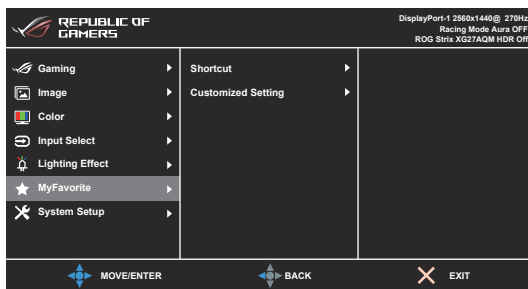 REPUBLIC OF
GAMERS
DisplayPort-1 2560x1440@ 270Hz
Racing Mode Aura OFF
ROG Strix XG27AQM HDR Off
Gaming
Shortcut
Image
Customized Setting
Color
Input Select
Lighting Effect
MyFavorite
System Setup
MOVE/ENTER
BACK
EXIT